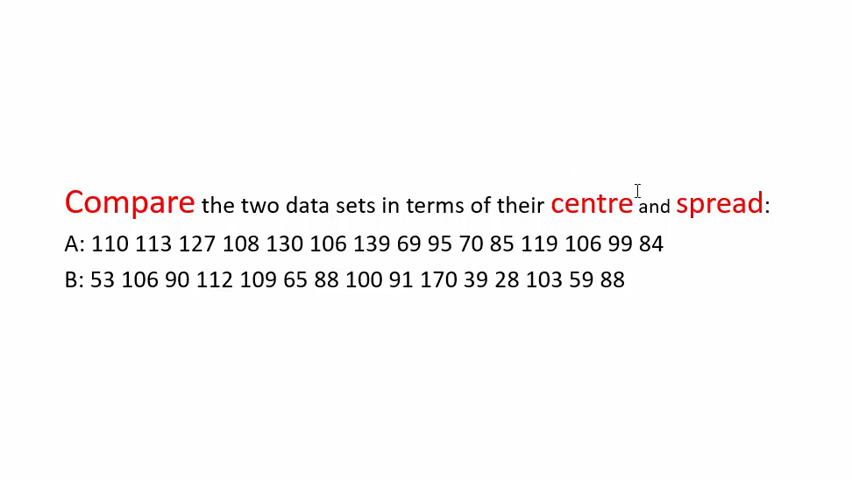 Compare the two data sets in terms of their centre and spread:
A: 110 113 127 108 130 106 139 69 95 70 85 119 106 99 84
B: 53 106 90 112 109 65 88 100 91 170 39 28 103 59 88